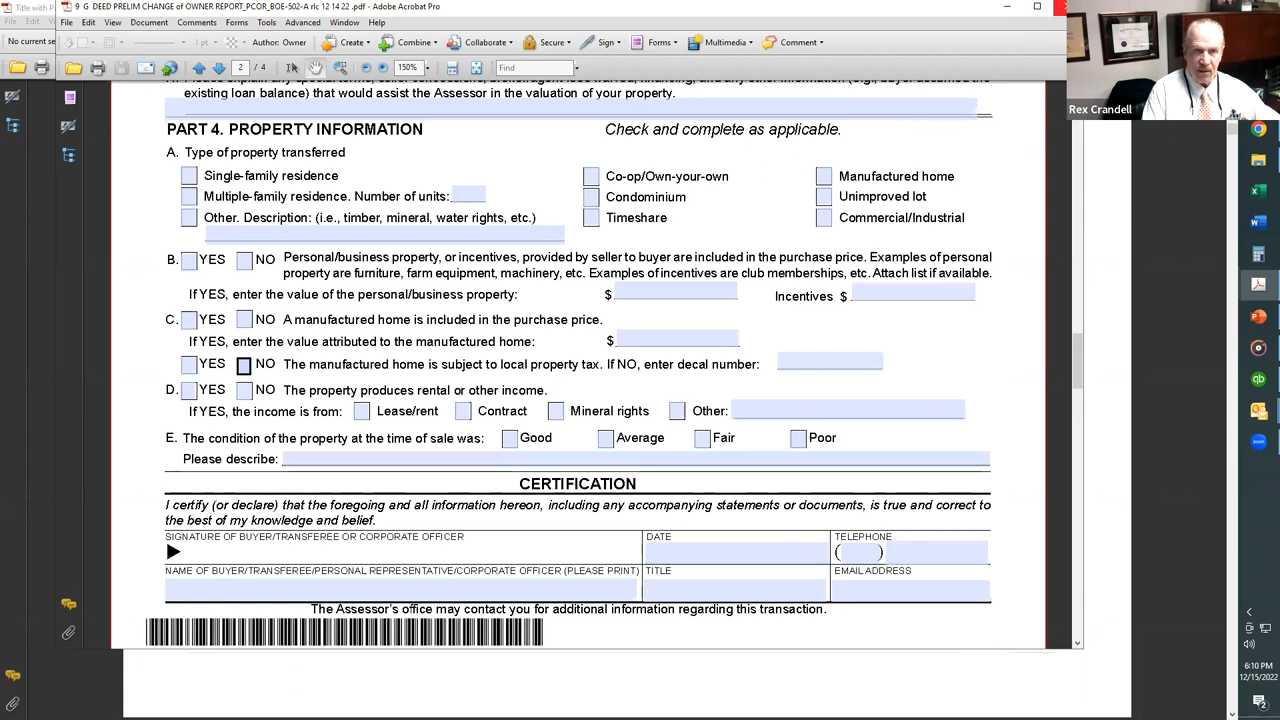 9 G DEED PRELIM CHANGE of OWNER REPORT_PCOR_BOE-502-A rlc 12 14 22 .pdf - Adobe Acrobat Pro
Title with P
File
Edit
File Edit View Document Comments Forms Tools Advanced Window Help
No current se
1 pt
Author: Owner
Create
Combine
Collaborate
Secure
Sign
Forms
Multimedia
Comment
2 / 4
150%
Find
Rex Crandell
existing loan balance) that would assist the Assessor in the valuation of your property.
PART 4. PROPERTY INFORMATION Check and complete as applicable.
A. Type of property transferred
Single-family residence Co-op/Own-your-own Manufactured home
Multiple-family residence. Number of units: Condominium Unimproved lot
Other. Description: (i.e., timber, mineral, water rights, etc.) Timeshare Commercial/Industrial
B. YES NO Personal/business property, or incentives, provided by seller to buyer are included in the purchase price. Examples of personal
property are furniture, farm equipment, machinery, etc. Examples of incentives are club memberships, etc. Attach list if available.
If YES, enter the value of the personal/business property: $ Incentives $
C. YES NO A manufactured home is included in the purchase price.
If YES, enter the value attributed to the manufactured home: $
YES NO The manufactured home is subject to local property tax. If NO, enter decal number:
D. YES NO The property produces rental or other income.
If YES, the income is from: Lease/rent Contract Mineral rights Other:
E. The condition of the property at the time of sale was: Good Average Fair Poor
Please describe:
CERTIFICATION
I certify (or declare) that the foregoing and all information hereon, including any accompanying statements or documents, is true and correct to
the best of my knowledge and belief.
SIGNATURE OF BUYER/TRANSFEREE OR CORPORATE OFFICER DATE TELEPHONE
( )
NAME OF BUYER/TRANSFEREE/PERSONAL REPRESENTATIVE/CORPORATE OFFICER (PLEASE PRINT) TITLE EMAIL ADDRESS
The Assessor's office may contact you for additional information regarding this transaction.
6:10 PM
12/15/2022
2